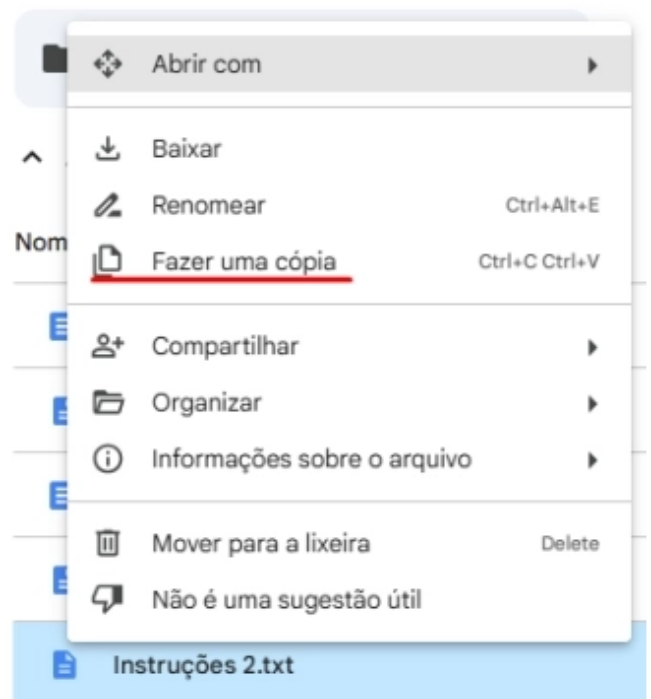 Abrir com
Baixar
Renomear Ctrl+Alt+E
Nom
Fazer uma cópia Ctrl+C Ctrl+V
Compartilhar
Organizar
Informações sobre o arquivo
Mover para a lixeira Delete
Não é uma sugestão útil
Instruções 2.txt